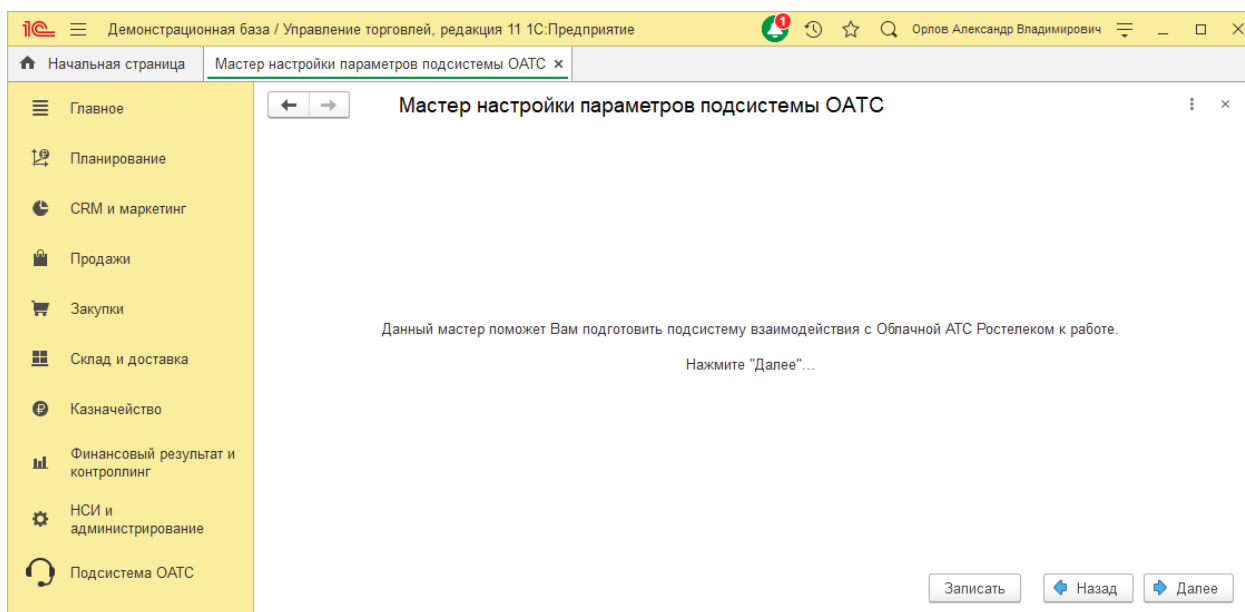 1С Демонстрационная база / Управление торговлей, редакция 11 1С:Предприятие 9 Орлов Александр Владимирович
Начальная страница Мастер настройки параметров подсистемы ОАТС ×
Главное
Мастер настройки параметров подсистемы ОАТС
Планирование
CRM и маркетинг
Продажи
Закупки
Данный мастер поможет Вам подготовить подсистему взаимодействия с Облачной АТС Ростелеком к работе.
Склад и доставка
Нажмите "Далее"...
Казначейство
Финансовый результат и
контроллинг
НСИ и
администрирование
Подсистема ОАТС
Записать Назад Далее